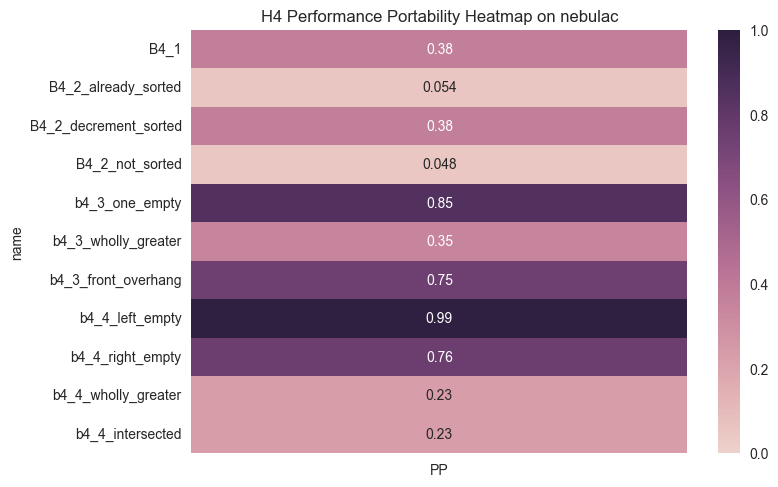 H4 Performance Portability Heatmap on nebulac
name
B4_1
0.38
B4_2_already_sorted
0.054
B4_2_decrement_sorted
0.38
B4_2_not_sorted
0.048
b4_3_one_empty
0.85
b4_3_wholly_greater
0.35
b4_3_front_overhang
0.75
b4_4_left_empty
0.99
b4_4_right_empty
0.76
b4_4_wholly_greater
0.23
b4_4_intersected
0.23
PP
1.0
0.8
0.6
0.4
0.2
0.0